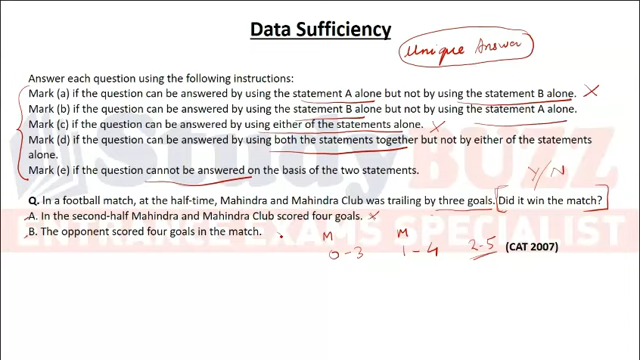 Data Sufficiency
Unique Answer
Answer each question using the following instructions:
Mark (a) if the question can be answered by using the statement A alone but not by using the statement B alone.
Mark (b) if the question can be answered by using the statement B alone but not by using the statement A alone.
Mark (c) if the question can be answered by using either of the statements alone.
Mark (d) if the question can be answered by using both the statements together but not by either of the statements
alone.
Mark (e) if the question cannot be answered on the basis of the two statements.
Y/N
Q. In a football match, at the half-time, Mahindra and Mahindra Club was trailing by three goals. Did it win the match?
A. In the second-half Mahindra and Mahindra Club scored four goals.
B. The opponent scored four goals in the match.
M M
0-3 1-4 2-5 (CAT 2007)
STUDY BUZZ
ENTRANCE EXAMS SPECIALIST